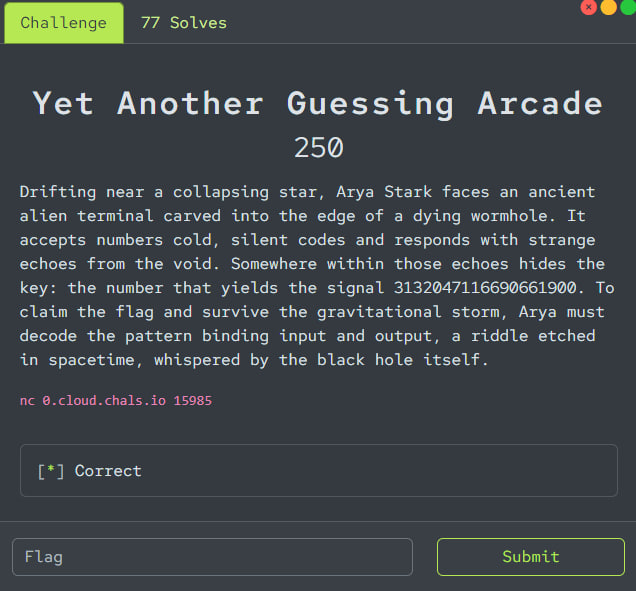 Challenge
77 Solves
Yet Another Guessing Arcade
250
Drifting near a collapsing star, Arya Stark faces an ancient
alien terminal carved into the edge of a dying wormhole. It
accepts numbers cold, silent codes and responds with strange
echoes from the void. Somewhere within those echoes hides the
key: the number that yields the signal 3132047116690661900. To
claim the flag and survive the gravitational storm, Arya must
decode the pattern binding input and output, a riddle etched
in spacetime, whispered by the black hole itself.
nc 0.cloud.chals.io 15985
[*] Correct
Flag
Submit